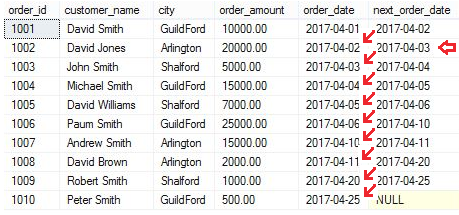 order_id customer_name city order_amount order_date next_order_date
1001 David Smith GuildFord 10000.00 2017-04-01 2017-04-02
1002 David Jones Arlington 20000.00 2017-04-02 2017-04-03
1003 John Smith Shalford 5000.00 2017-04-03 2017-04-04
1004 Michael Smith GuildFord 15000.00 2017-04-04 2017-04-05
1005 David Williams Shalford 7000.00 2017-04-05 2017-04-06
1006 Paum Smith GuildFord 25000.00 2017-04-06 2017-04-10
1007 Andrew Smith Arlington 15000.00 2017-04-10 2017-04-11
1008 David Brown Arlington 2000.00 2017-04-11 2017-04-20
1009 Robert Smith Shalford 1000.00 2017-04-20 2017-04-25
1010 Peter Smith GuildFord 500.00 2017-04-25 NULL